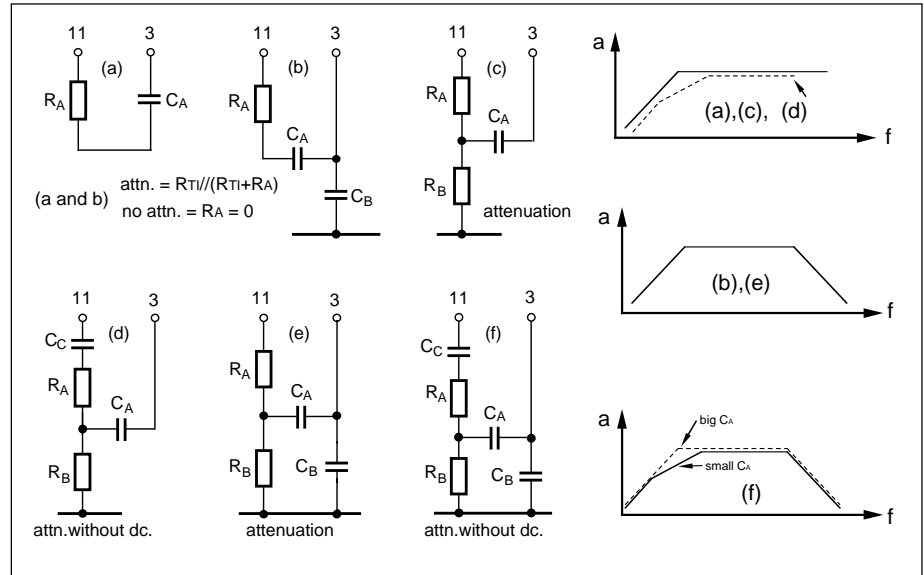 11 3
(a)
RA
CA
(a and b) attn. = RTI//(RTI+RA)
no attn. = RA = 0
11 3
(b)
RA
CA
CB
11 3
(c)
RA
CA
RB
attenuation
a
(a),(c), (d)
f
a
(b),(e)
f
11 3
(d)
CC
RA
CA
RB
attn.without dc.
11 3
(e)
RA
CA
RB
CB
attenuation
11 3
(f)
CC
RA
CA
RB
CB
attn.without dc.
a
big CA
small CA
(f)
f